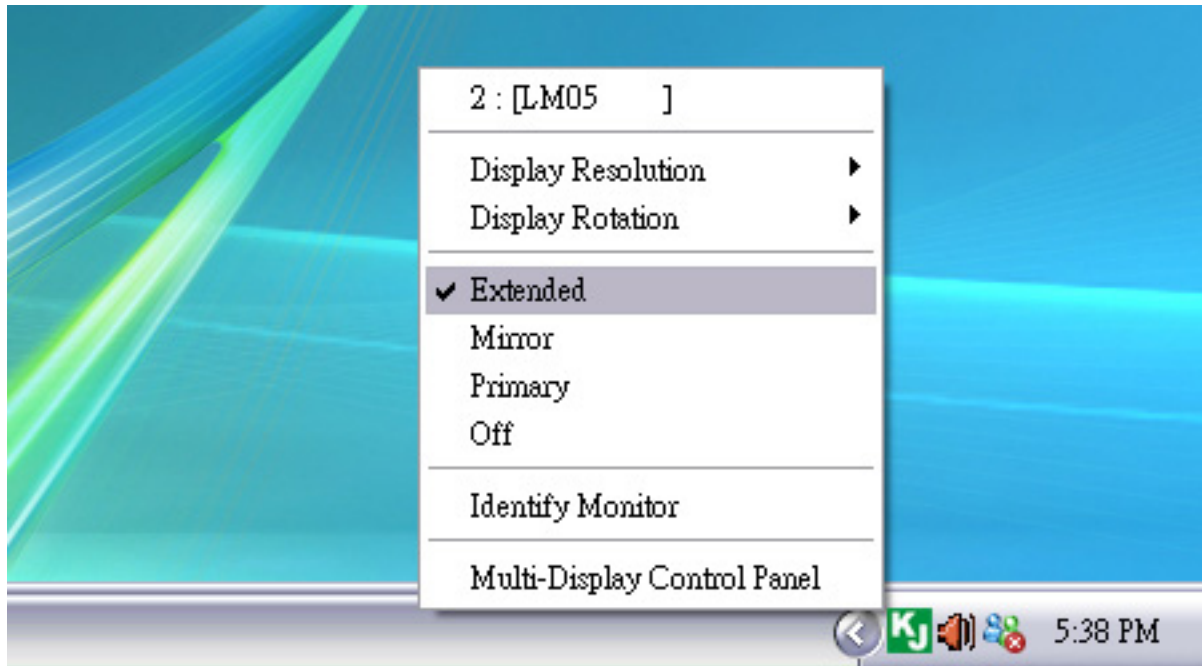 2 : [LM05 ]
Display Resolution
Display Rotation
Extended
Mirror
Primary
Off
Identify Monitor
Multi-Display Control Panel
KJ
5:38 PM